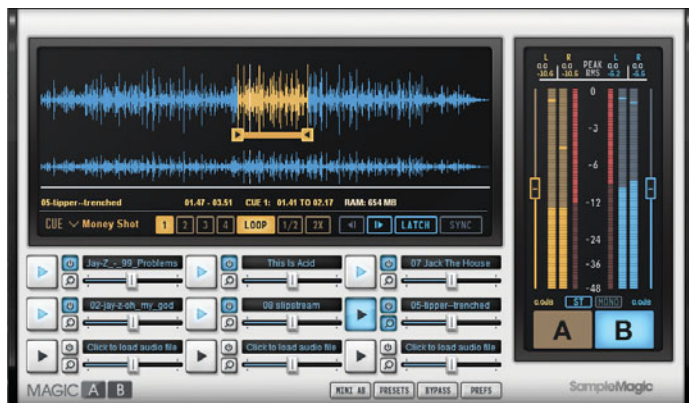 L R L R
0.0 0.0 PEAK 0.0 0.0
-10.6 -10.5 RMS -6.2 -5.5
0
-3
-6
-12
-24
-36
-48
05-tipper--trenched 01.47 - 03.51 CUE 1: 01.41 TO 02.17 RAM: 654 MB
CUE Money Shot 1 2 3 4 LOOP 1/2 2X LATCH SYNC
Jay-Z_-_99_Problems This Is Acid 07 Jack The House
02-jay-z-oh_my_god 08 slipstream 05-tipper--trenched
Click to load audio file Click to load audio file Click to load audio file
0.0dB ST MONO 0.0dB
A B
MAGIC A B MINI AB PRESETS BYPASS PREFS SampleMagic